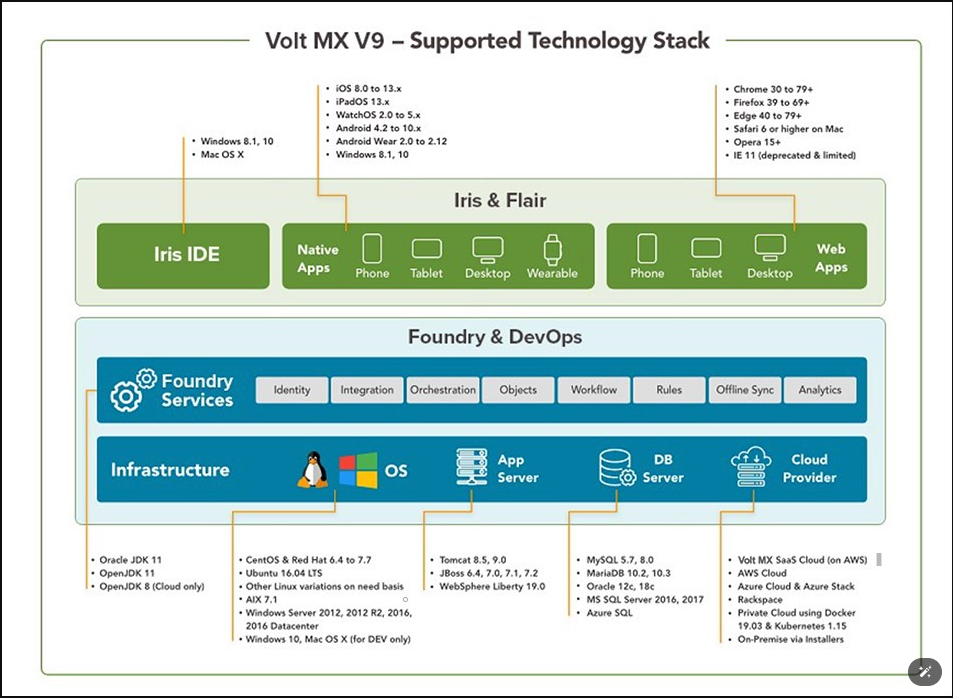 Volt MX V9 – Supported Technology Stack
• Windows 8.1, 10
• Mac OS X
• iOS 8.0 to 13.x
• iPadOS 13.x
• WatchOS 2.0 to 5.x
• Android 4.2 to 10.x
• Android Wear 2.0 to 2.12
• Windows 8.1, 10
• Chrome 30 to 79+
• Firefox 39 to 69+
• Edge 40 to 79+
• Safari 6 or higher on Mac
• Opera 15+
• IE 11 (deprecated & limited)
Iris & Flair
Iris IDE
Native
Apps
Phone
Tablet
Desktop
Wearable
Phone
Tablet
Desktop
Web
Apps
Foundry & DevOps
Foundry
Services
Identity
Integration
Orchestration
Objects
Workflow
Rules
Offline Sync
Analytics
Infrastructure
OS
App
Server
DB
Server
Cloud
Provider
• Oracle JDK 11
• OpenJDK 11
• OpenJDK 8 (Cloud only)
• CentOS & Red Hat 6.4 to 7.7
• Ubuntu 16.04 LTS
• Other Linux variations on need basis
• AIX 7.1
• Windows Server 2012, 2012 R2, 2016,
2016 Datacenter
• Windows 10, Mac OS X (for DEV only)
• Tomcat 8.5, 9.0
• JBoss 6.4, 7.0, 7.1, 7.2
• WebSphere Liberty 19.0
• MySQL 5.7, 8.0
• MariaDB 10.2, 10.3
• Oracle 12c, 18c
• MS SQL Server 2016, 2017
• Azure SQL
• Volt MX SaaS Cloud (on AWS)
• AWS Cloud
• Azure Cloud & Azure Stack
• Rackspace
• Private Cloud using Docker
19.03 & Kubernetes 1.15
• On-Premise via Installers